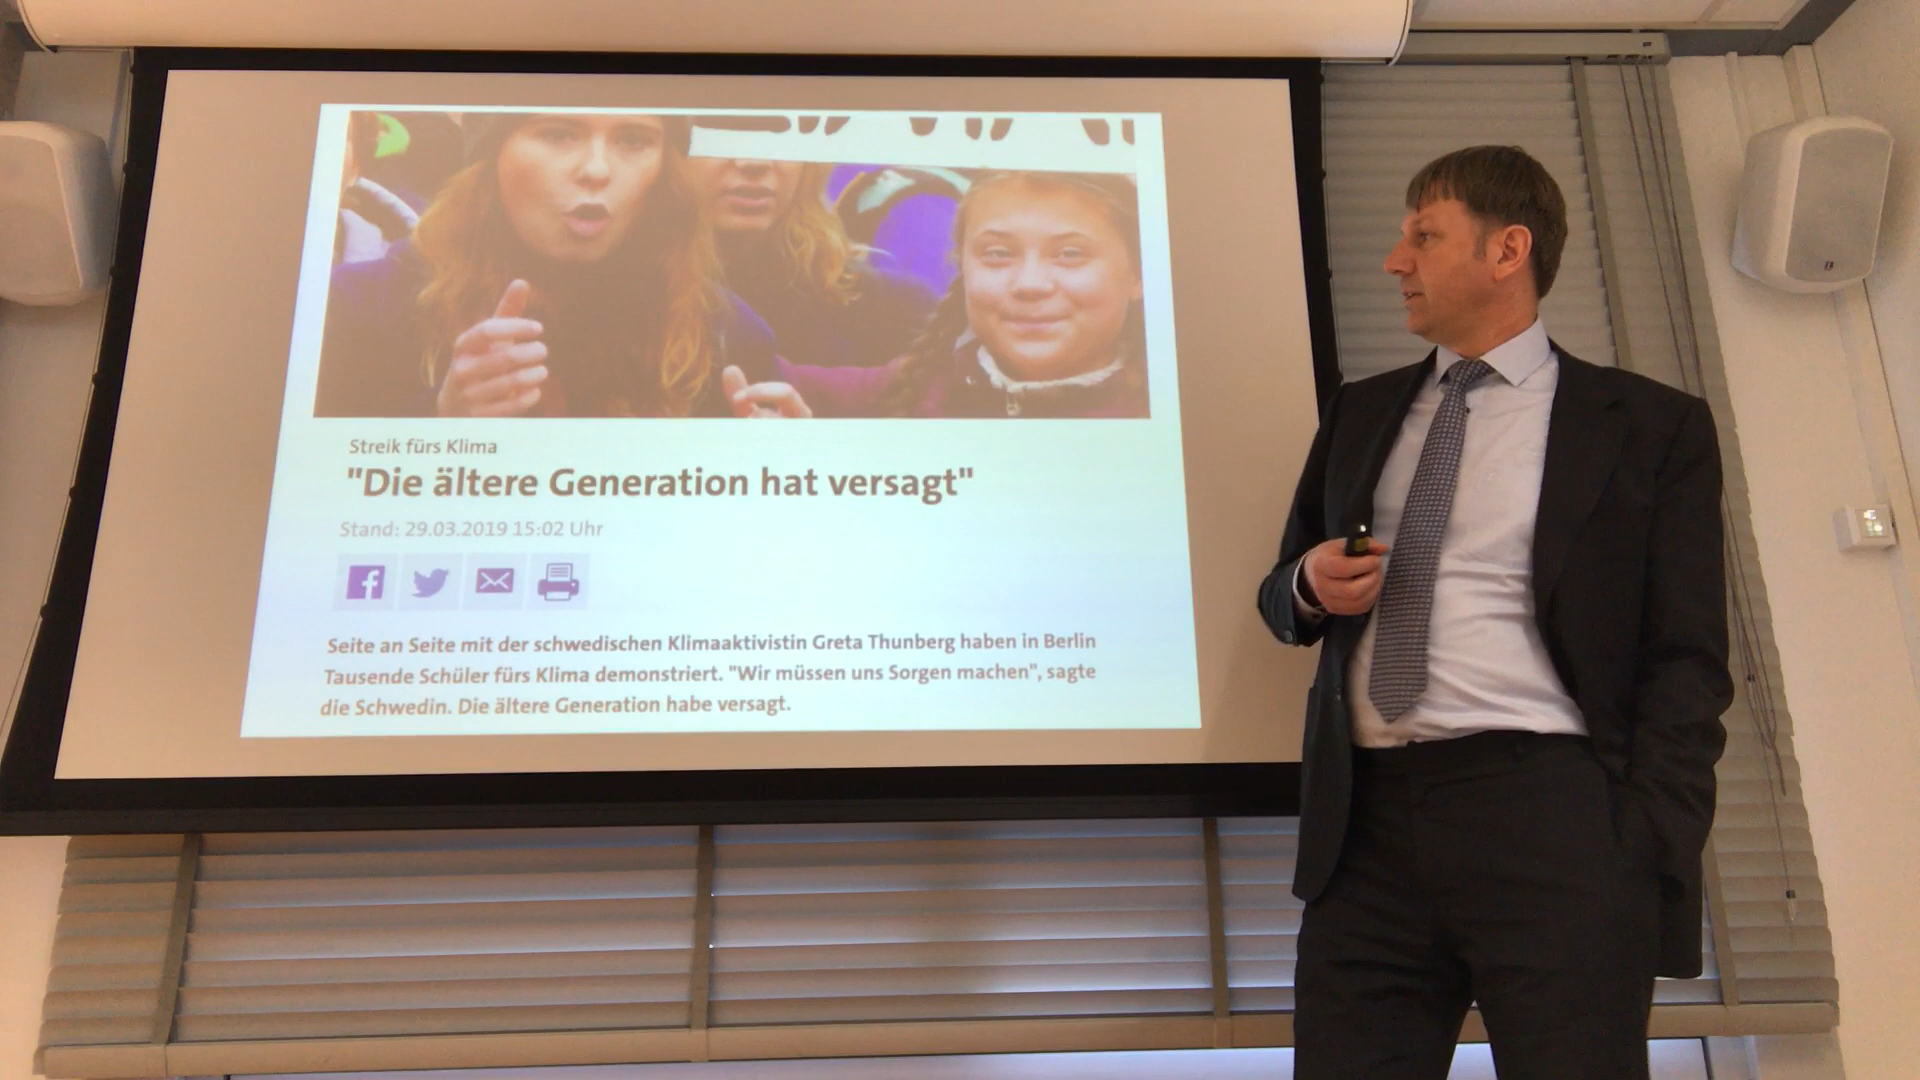 Streik fürs Klima
"Die ältere Generation hat versagt"
Stand: 29.03.2019 15:02 Uhr
Seite an Seite mit der schwedischen Klimaaktivistin Greta Thunberg haben in Berlin
Tausende Schüler fürs Klima demonstriert. "Wir müssen uns Sorgen machen", sagte
die Schwedin. Die ältere Generation habe versagt.